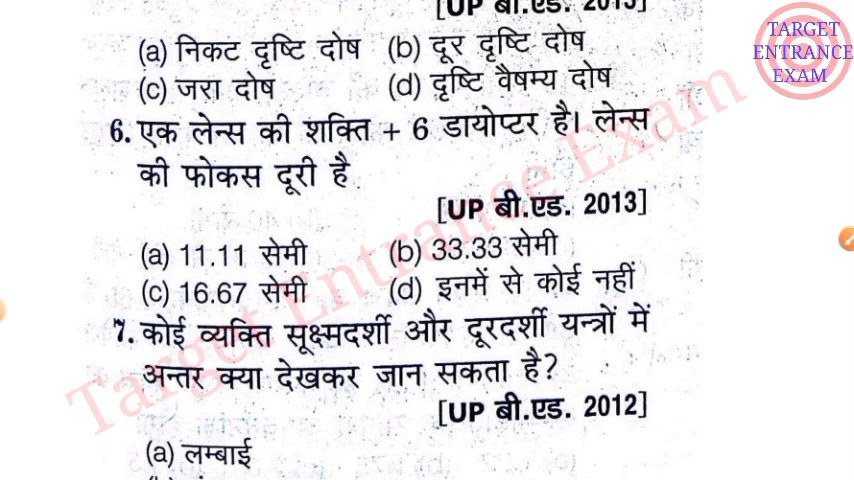 [UP बी.एड. 2013]
(a) निकट दृष्टि दोष (b) दूर दृष्टि दोष
(c) जरा दोष (d) दृष्टि वैषम्य दोष
6. एक लेन्स की शक्ति + 6 डायोप्टर है। लेन्स
की फोकस दूरी है
[UP बी.एड. 2013]
(a) 11.11 सेमी (b) 33.33 सेमी
(c) 16.67 सेमी (d) इनमें से कोई नहीं
7. कोई व्यक्ति सूक्ष्मदर्शी और दूरदर्शी यन्त्रों में
अन्तर क्या देखकर जान सकता है?
[UP बी.एड. 2012]
(a) लम्बाई
TARGET
ENTRANCE
EXAM
Target Entrance Exam